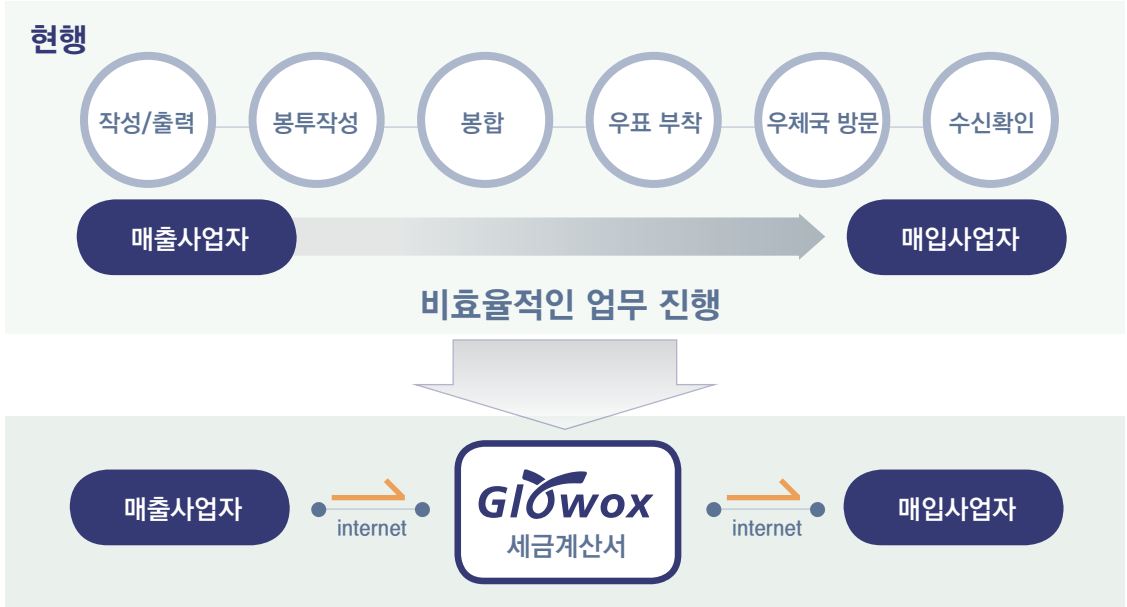 현행
작성/출력 봉투작성 봉합 우표 부착 우체국 방문 수신확인
매출사업자 매입사업자
비효율적인 업무 진행
매출사업자 internet Glowox internet 매입사업자
세금계산서